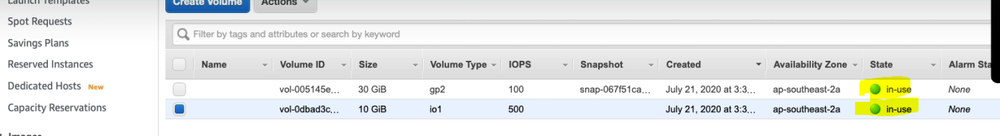 Launch Templates
Create Volume Actions
Spot Requests
Filter by tags and attributes or search by keyword
Savings Plans
Reserved Instances
Name Volume ID Size Volume Type IOPS Snapshot Created Availability Zone State Alarm Sta
Dedicated Hosts New
vol-005145e... 30 GiB gp2 100 snap-067f51ca... July 21, 2020 at 3:3... ap-southeast-2a in-use None
Capacity Reservations
vol-0dbad3c... 10 GiB io1 500 July 21, 2020 at 3:3... ap-southeast-2a in-use None
Images